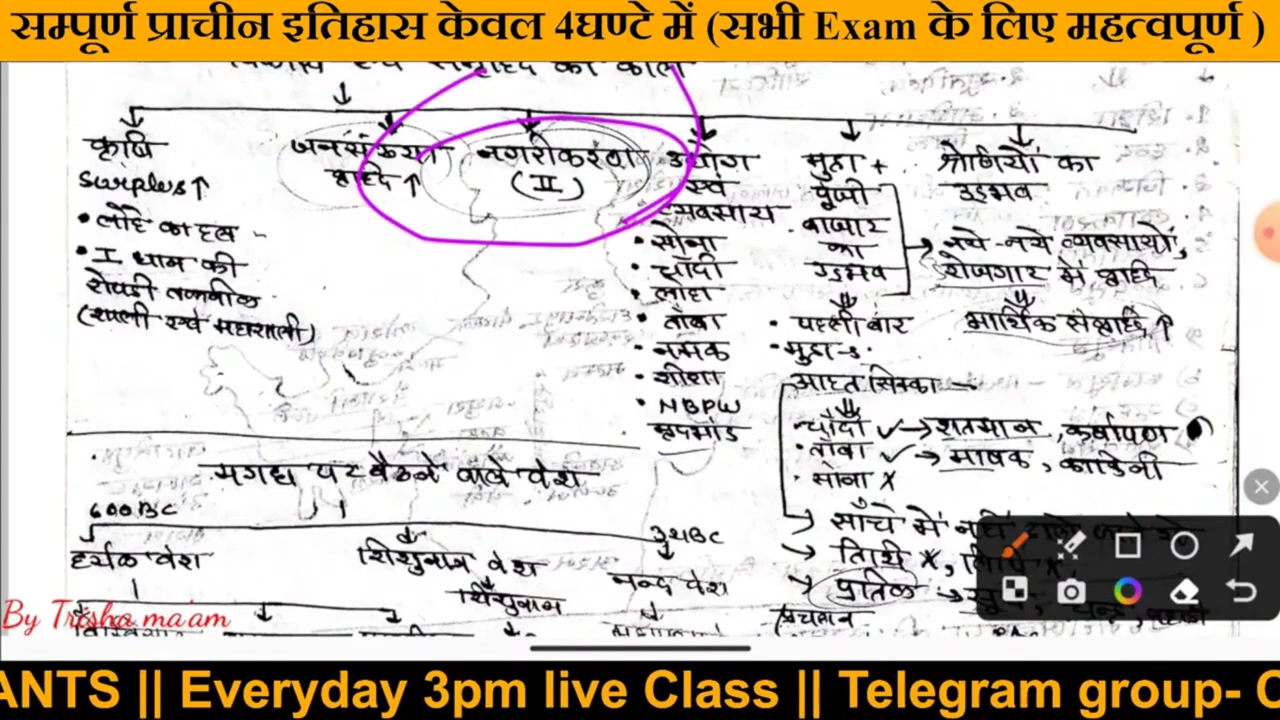 सम्पूर्ण प्राचीन इतिहास केवल 4घण्टे में (सभी Exam के लिए महत्वपूर्ण )
कृषि
surplus ↑
• लोहे का हल
• I धान की
रोपडी तकनीक
(शाली एवं महाशाली)
जनसंख्या
वृद्धि ↑
नगरीकरण
(II)
उद्योग
एवं
व्यवसाय
• सोना
• चाँदी
• लोहा
• ताँबा
• नमक
• शीशा
• NBPW
मृदभांड
मुद्रा +
पूंजी
बाजार
का
उद्भव
• पहली बार
• मुद्रा →
आहत सिक्का —
चाँदी ✓ → शतमान, कर्षापण
• ताँबा ✓ → माषक, काकिनी
• सोना X
→ साँचे में नहीं
→ तिथि X,
→ प्रतिक →
श्रेणियों का
उद्भव
→ नये-नये व्यवसायों,
रोजगार में वृद्धि
आर्थिक समृद्धि ↑
मगध पर बैठने वाले वंश
600 BC
हर्यक वंश
शिशुनाग वंश
शिशुनाग
नन्द वंश
By Trisha ma'am
ANTS || Everyday 3pm live Class || Telegram group- C